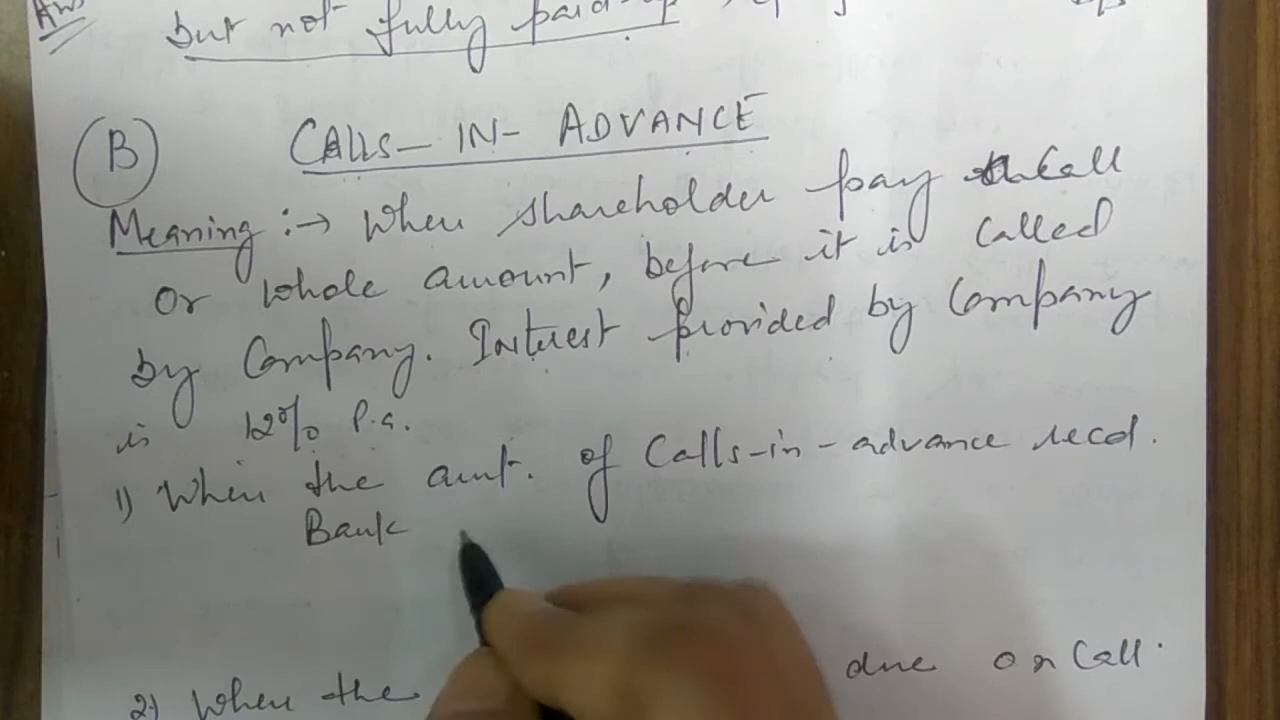 Ans
but not fully paid-up
(B) CALLS-IN-ADVANCE
Meaning :→ When shareholder pay call
or whole amount, before it is called
by Company. Interest provided by Company
is 12% P.a.
1) When the amt. of Calls-in-advance recd.
Bank
2) When the due on Call.